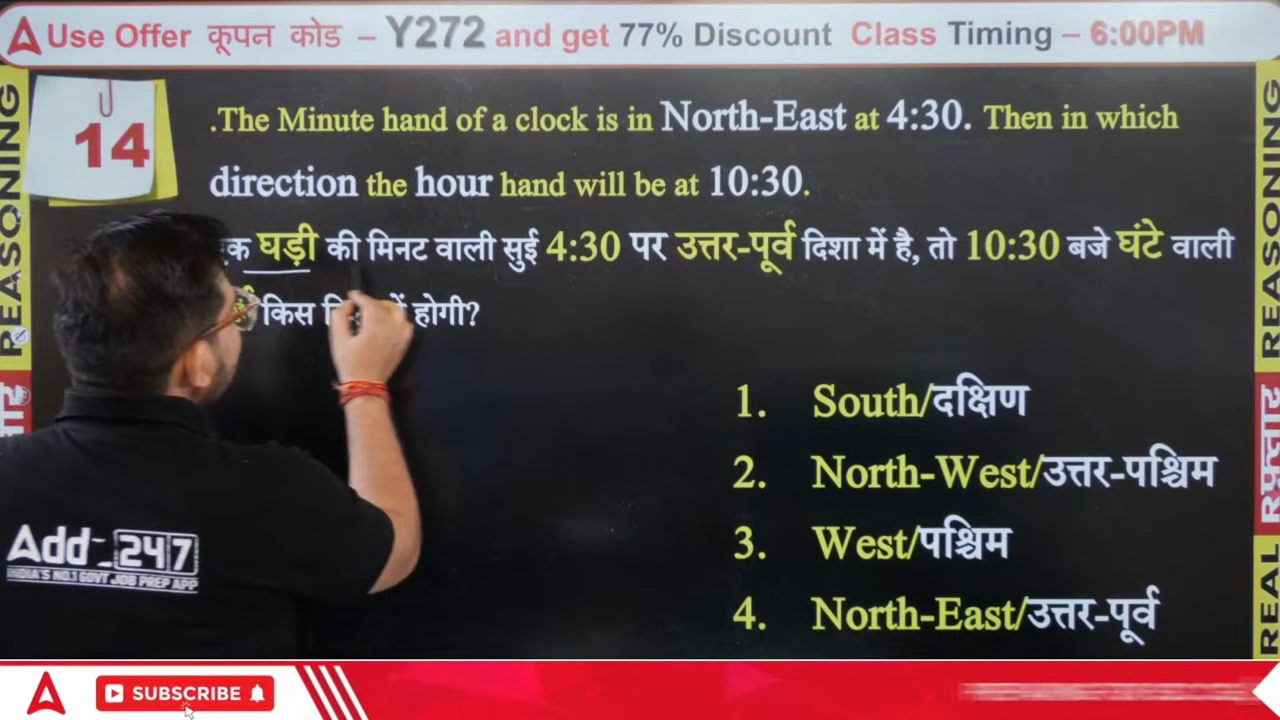 Use Offer कूपन कोड – Y272 and get 77% Discount Class Timing – 6:00PM
REASONING
14
.The Minute hand of a clock is in North-East at 4:30. Then in which
direction the hour hand will be at 10:30.
घड़ी की मिनट वाली सुई 4:30 पर उत्तर-पूर्व दिशा में है, तो 10:30 बजे घंटे वाली
किस होगी?
1. South/दक्षिण
2. North-West/उत्तर-पश्चिम
3. West/पश्चिम
4. North-East/उत्तर-पूर्व
REASONING
रफ़्तार
REAL
Add 247
INDIA'S NO.1 GOVT JOB PREP APP
SUBSCRIBE